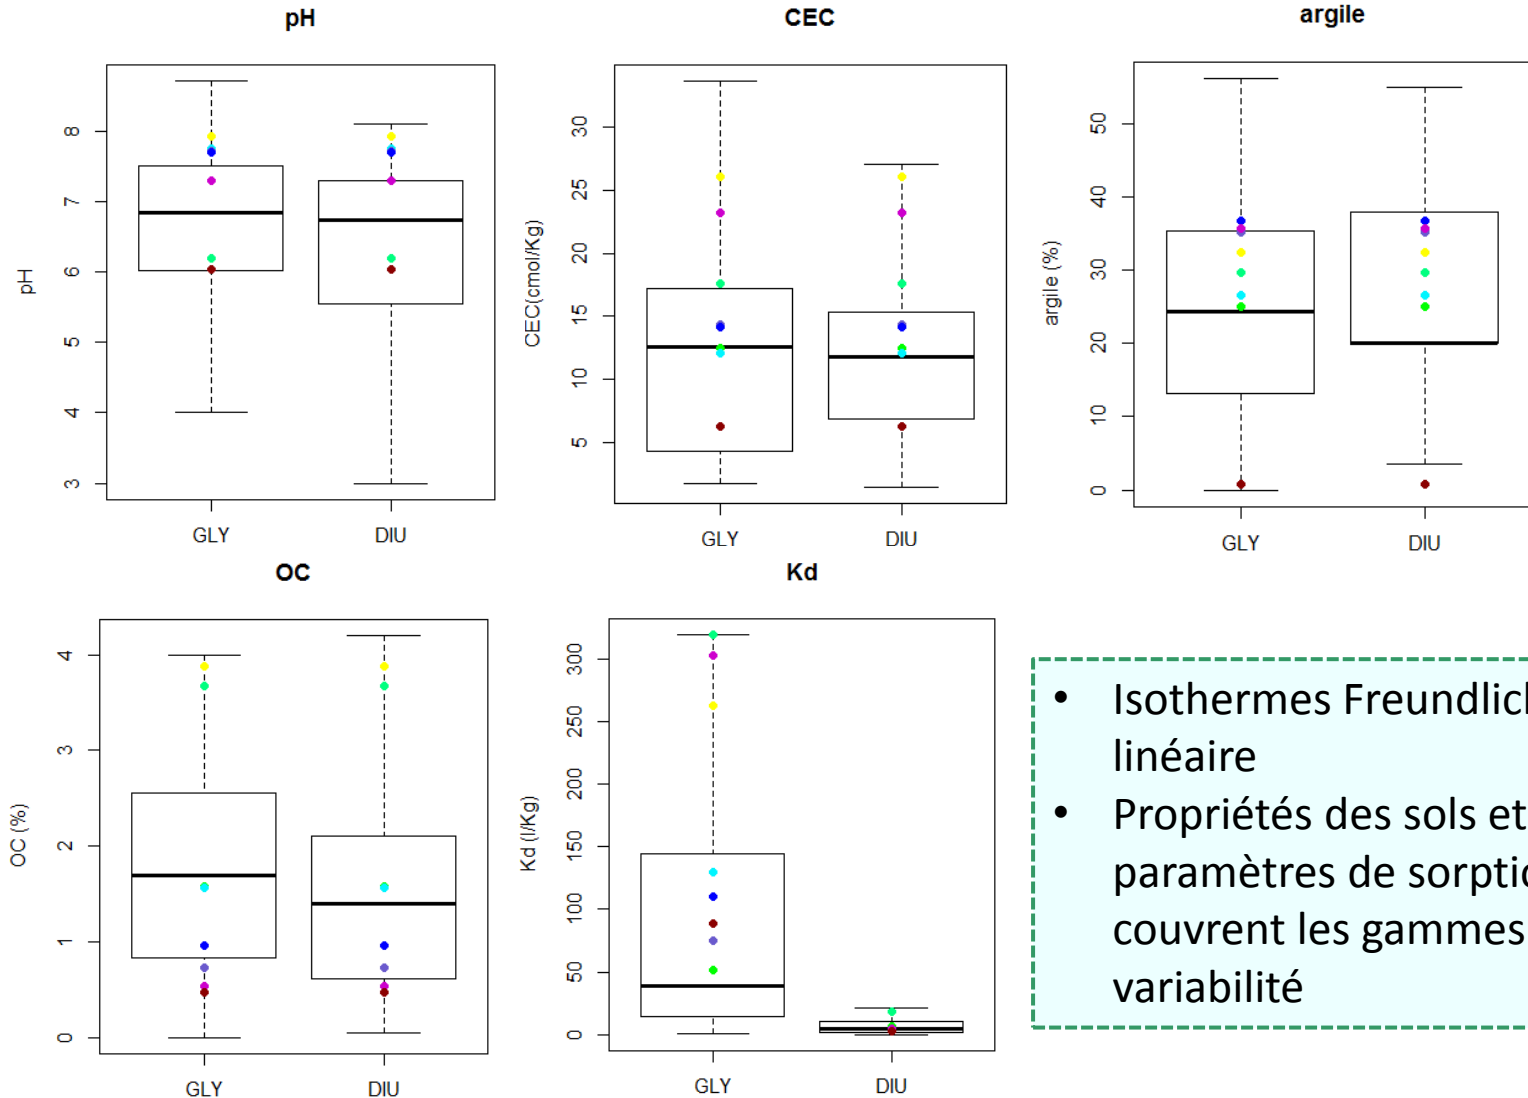 pH
CEC
argile
pH
8
7
6
5
4
3
GLY
DIU
CEC(cmol/Kg)
30
25
20
15
10
5
GLY
DIU
argile (%)
50
40
30
20
10
0
GLY
DIU
OC
Kd
OC (%)
4
3
2
1
0
GLY
DIU
Kd (l/Kg)
300
250
200
150
100
50
0
GLY
DIU
• Isothermes Freundlich
linéaire
• Propriétés des sols et
paramètres de sorptio
couvrent les gammes
variabilité